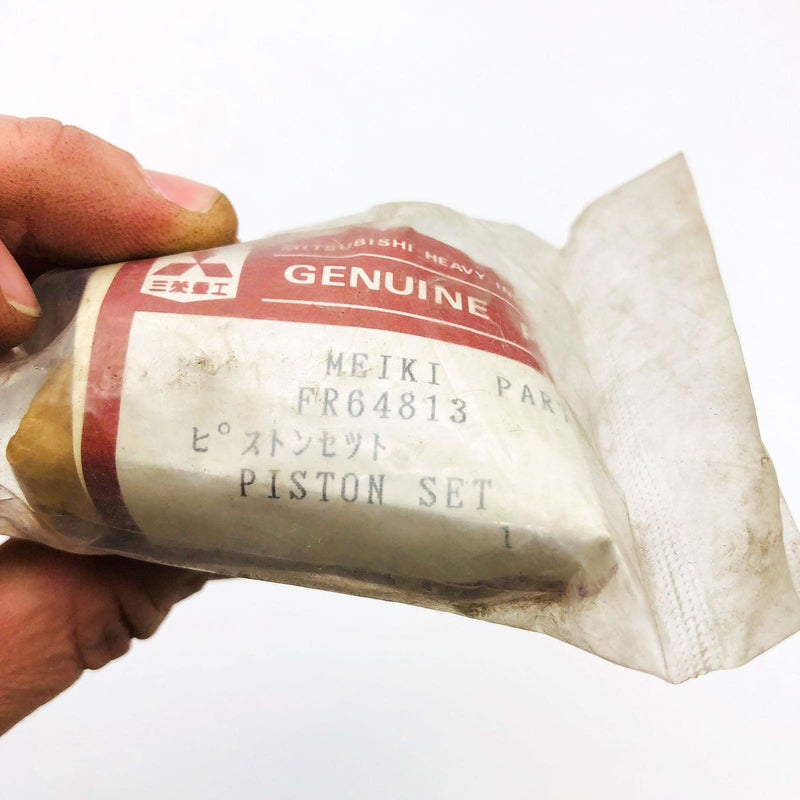 三菱重工
MITSUBISHI HEAVY IN
GENUINE
MEIKI PART
FR64813
ピストンセット
PISTON SET
1